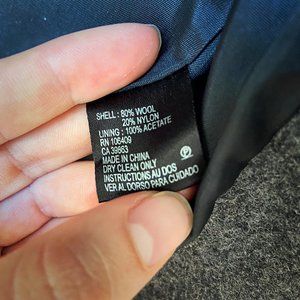 SHELL : 80% WOOL
20% NYLON
LINING : 100% ACETATE
RN 106409
CA 39663
MADE IN CHINA
DRY CLEAN ONLY
INSTRUCTIONS AU DOS
VER AL DORSO PARA CUIDADO